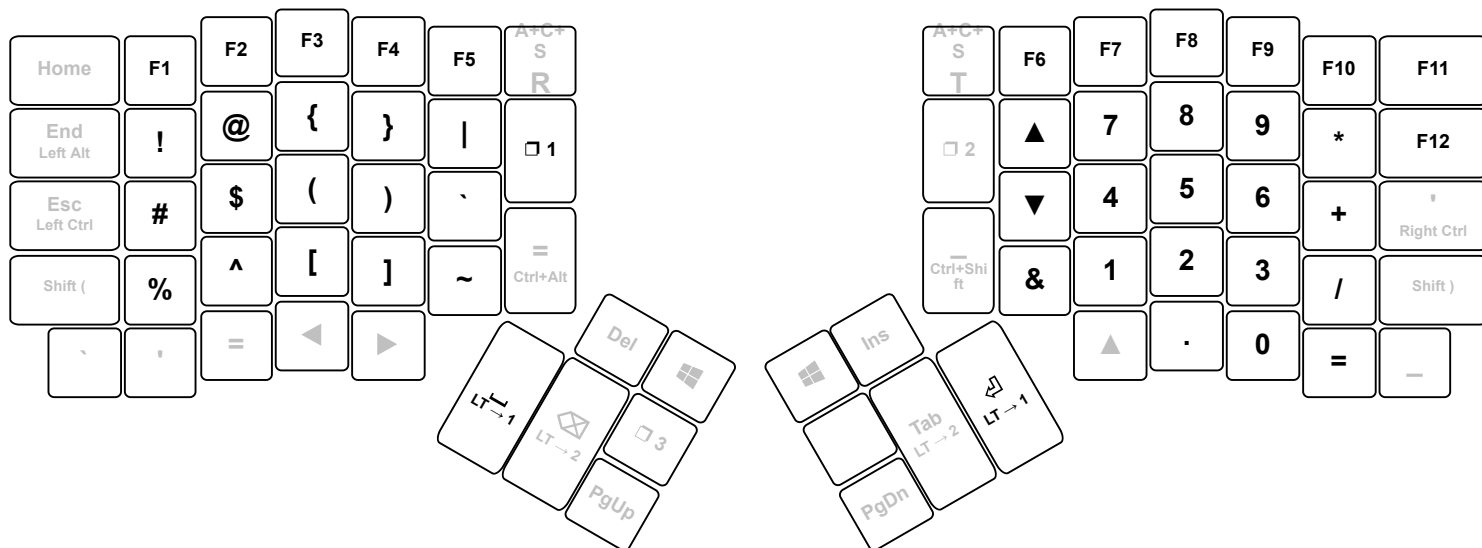 Home F1 F2 F3 F4 F5 A+C+
S
R
A+C+
S
T F6 F7 F8 F9 F10 F11
End
Left Alt
! @ { } | ❐ 1
❐ 2 ▲ 7 8 9 * F12
Esc
Left Ctrl
# $ ( ) `
▼ 4 5 6 + '
Right Ctrl
Shift ( % ^ [ ] ~ =
Ctrl+Alt
_
Ctrl+Shi
ft
& 1 2 3 / Shift )
` ' = ◀ ▶
▲ . 0 = _
Del
LT → 1
LT → 2
❐ 3
PgUp
Ins
Tab
LT → 2
LT → 1
PgDn